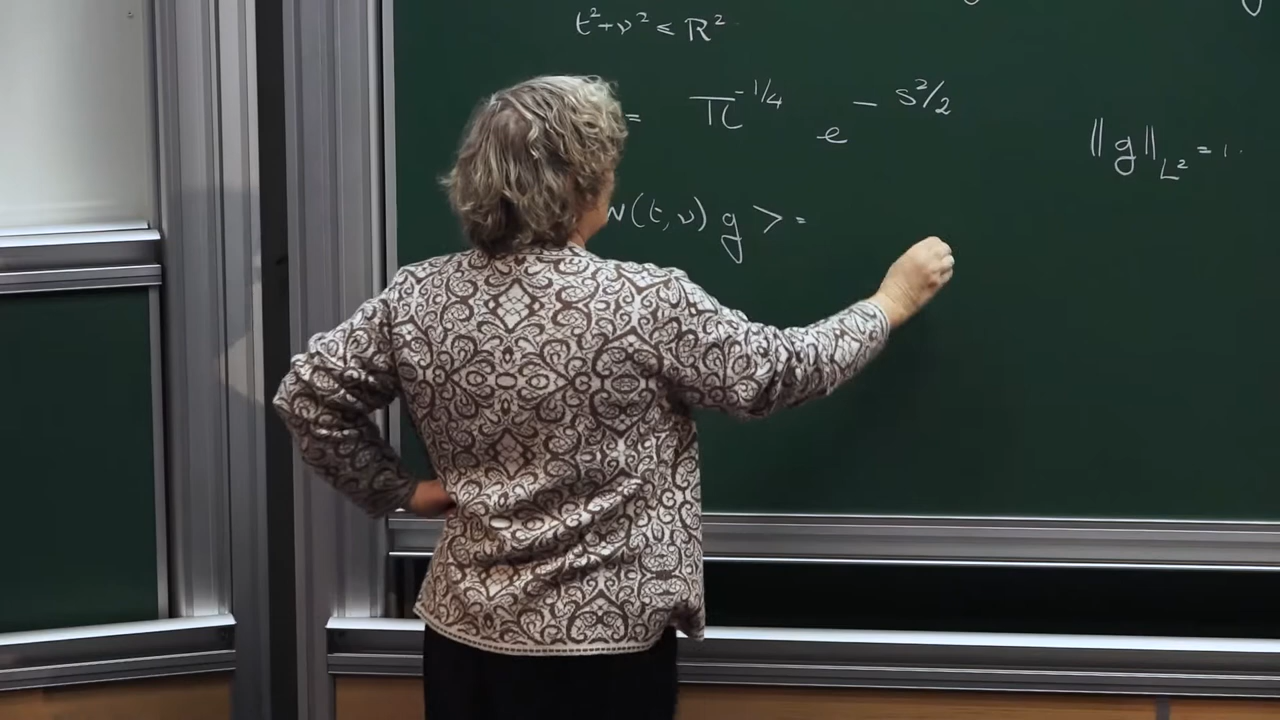 t²+ν² ≤ R²
= π^{-1/4} e^{-s²/2}
‖g‖_{L²} = 1.
w(t,ν) g > =